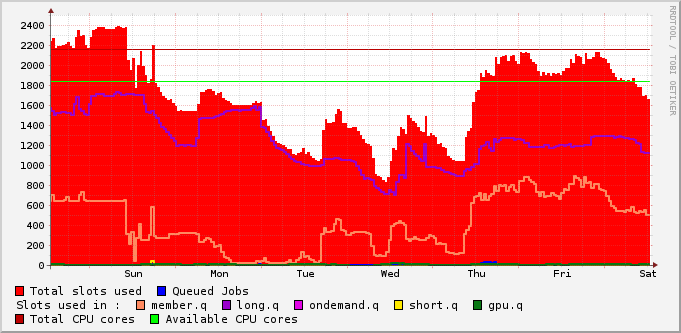 2400
2200
2000
1800
1600
1400
1200
1000
800
600
400
200
0
Sun Mon Tue Wed Thu Fri Sat
Total slots used Queued Jobs
Slots used in : member.q long.q ondemand.q short.q gpu.q
Total CPU cores Available CPU cores
RRDTOOL / TOBI OETIKER